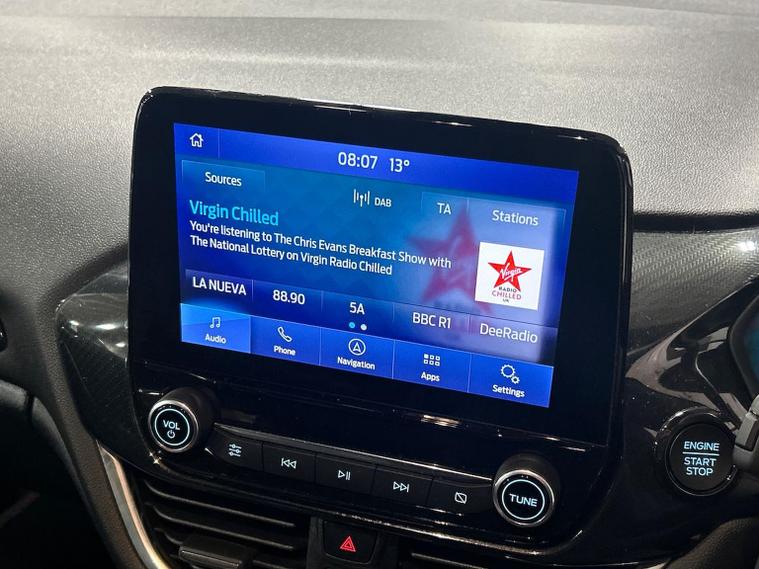 08:07 13°
Sources
DAB
TA
Stations
Virgin Chilled
You're listening to The Chris Evans Breakfast Show with
The National Lottery on Virgin Radio Chilled
Virgin
RADIO
CHILLED
UK
LA NUEVA
88.90
5A
BBC R1
DeeRadio
Audio
Phone
Navigation
Apps
Settings
VOL
TUNE
ENGINE
START
STOP